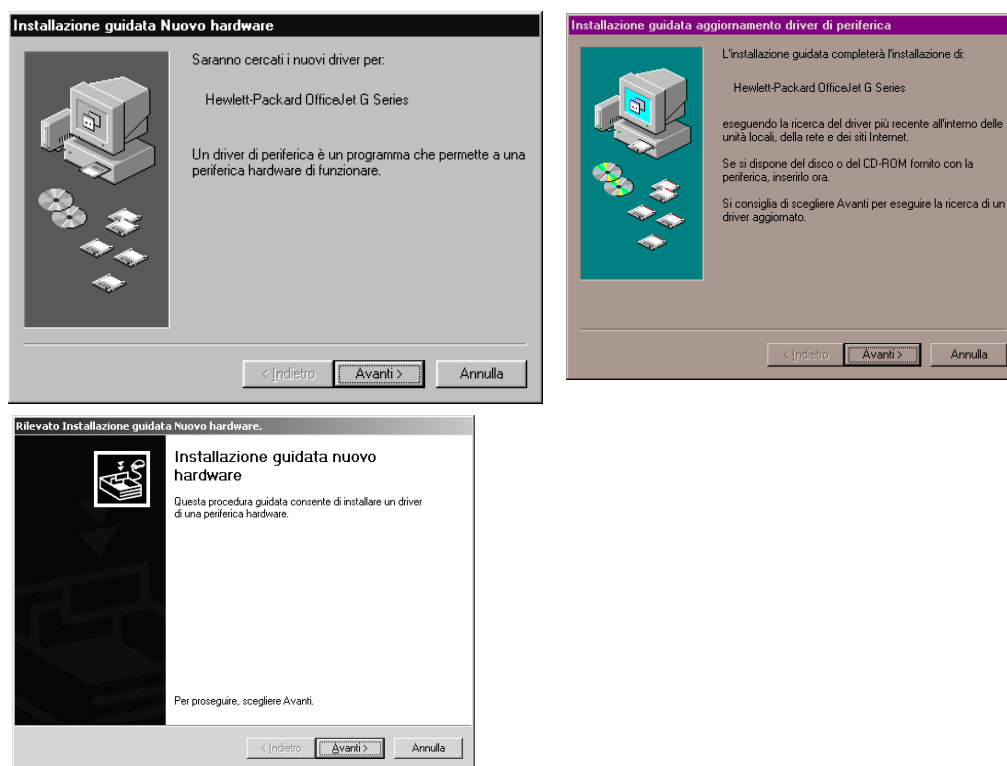 Installazione guidata Nuovo hardware
Saranno cercati i nuovi driver per:
Hewlett-Packard OfficeJet G Series
Un driver di periferica è un programma che permette a una
periferica hardware di funzionare.
< Indietro
Avanti >
Annulla
Installazione guidata aggiornamento driver di periferica
L'installazione guidata completerà l'installazione di:
Hewlett-Packard OfficeJet G Series
eseguendo la ricerca del driver più recente all'interno delle
unità locali, della rete e dei siti Internet.
Se si dispone del disco o del CD-ROM fornito con la
periferica, inserirlo ora.
Si consiglia di scegliere Avanti per eseguire la ricerca di un
driver aggiornato.
< Indietro
Avanti >
Annulla
Rilevato Installazione guidata Nuovo hardware.
Installazione guidata nuovo
hardware
Questa procedura guidata consente di installare un driver
di una periferica hardware.
Per proseguire, scegliere Avanti.
< Indietro
Avanti >
Annulla